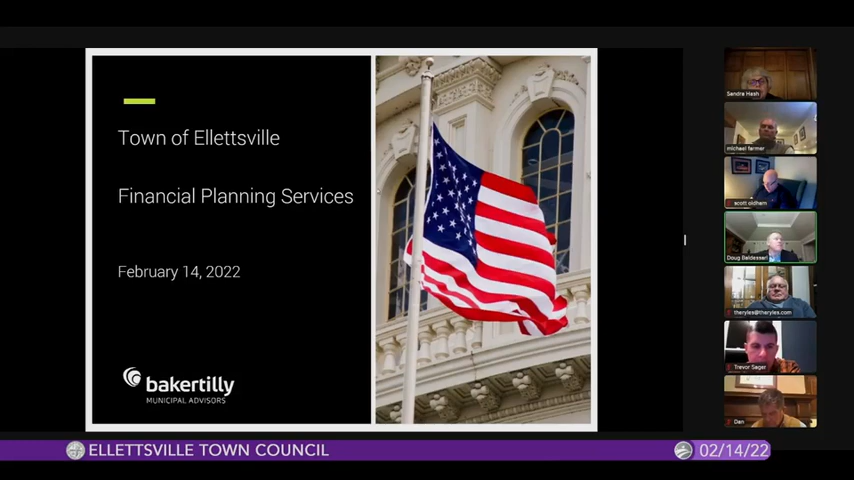 Town of Ellettsville
Financial Planning Services
February 14, 2022
bakertilly
MUNICIPAL ADVISORS
Sandra Hash
michael farmer
scott oldham
Doug Baldessari
theryles@theryles.com
Trevor Sager
Dan
ELLETTSVILLE TOWN COUNCIL
02/14/22